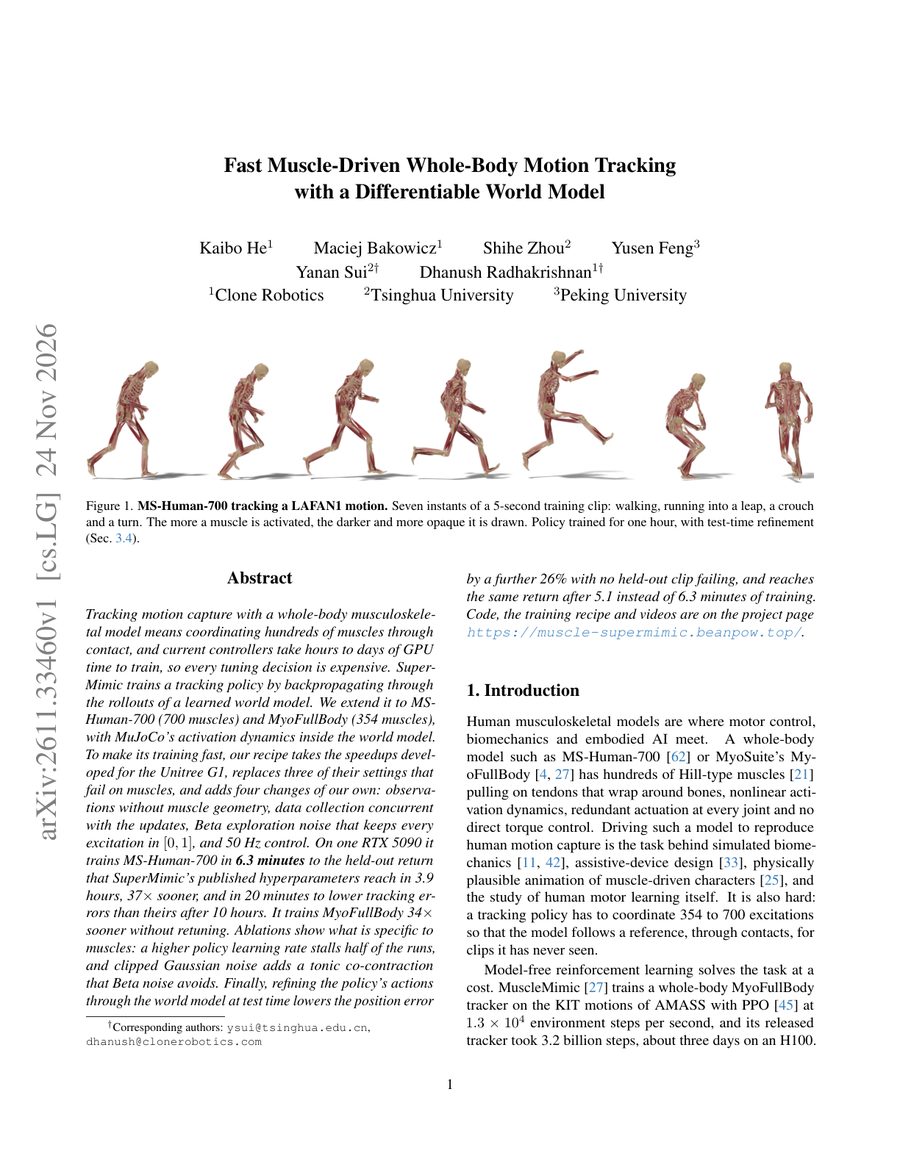 Fast Muscle-Driven Whole-Body Motion Tracking
with a Differentiable World Model
Kaibo He1 Maciej Bakowicz1 Shihe Zhou2 Yusen Feng3
Yanan Sui2† Dhanush Radhakrishnan1†
1Clone Robotics 2Tsinghua University 3Peking University
arXiv:2611.33460v1 [cs.LG] 24 Nov 2026
Figure 1. MS-Human-700 tracking a LAFAN1 motion. Seven instants of a 5-second training clip: walking, running into a leap, a crouch
and a turn. The more a muscle is activated, the darker and more opaque it is drawn. Policy trained for one hour, with test-time refinement
(Sec. 3.4).
Abstract
Tracking motion capture with a whole-body musculoskele-
tal model means coordinating hundreds of muscles through
contact, and current controllers take hours to days of GPU
time to train, so every tuning decision is expensive. Super-
Mimic trains a tracking policy by backpropagating through
the rollouts of a learned world model. We extend it to MS-
Human-700 (700 muscles) and MyoFullBody (354 muscles),
with MuJoCo's activation dynamics inside the world model.
To make its training fast, our recipe takes the speedups devel-
oped for the Unitree G1, replaces three of their settings that
fail on muscles, and adds four changes of our own: observa-
tions without muscle geometry, data collection concurrent
with the updates, Beta exploration noise that keeps every
excitation in [0, 1], and 50 Hz control. On one RTX 5090 it
trains MS-Human-700 in 6.3 minutes to the held-out return
that SuperMimic's published hyperparameters reach in 3.9
hours, 37× sooner, and in 20 minutes to lower tracking er-
rors than theirs after 10 hours. It trains MyoFullBody 34×
sooner without retuning. Ablations show what is specific to
muscles: a higher policy learning rate stalls half of the runs,
and clipped Gaussian noise adds a tonic co-contraction
that Beta noise avoids. Finally, refining the policy's actions
through the world model at test time lowers the position error
†Corresponding authors: ysui@tsinghua.edu.cn,
dhanush@clonerobotics.com
by a further 26% with no held-out clip failing, and reaches
the same return after 5.1 instead of 6.3 minutes of training.
Code, the training recipe and videos are on the project page
https://muscle-supermimic.beanpow.top/.
1. Introduction
Human musculoskeletal models are where motor control,
biomechanics and embodied AI meet. A whole-body
model such as MS-Human-700 [62] or MyoSuite's My-
oFullBody [4, 27] has hundreds of Hill-type muscles [21]
pulling on tendons that wrap around bones, nonlinear acti-
vation dynamics, redundant actuation at every joint and no
direct torque control. Driving such a model to reproduce
human motion capture is the task behind simulated biome-
chanics [11, 42], assistive-device design [33], physically
plausible animation of muscle-driven characters [25], and
the study of human motor learning itself. It is also hard:
a tracking policy has to coordinate 354 to 700 excitations
so that the model follows a reference, through contacts, for
clips it has never seen.
Model-free reinforcement learning solves the task at a
cost. MuscleMimic [27] trains a whole-body MyoFullBody
tracker on the KIT motions of AMASS with PPO [45] at
1.3 × 10⁴ environment steps per second, and its released
tracker took 3.2 billion steps, about three days on an H100.
1